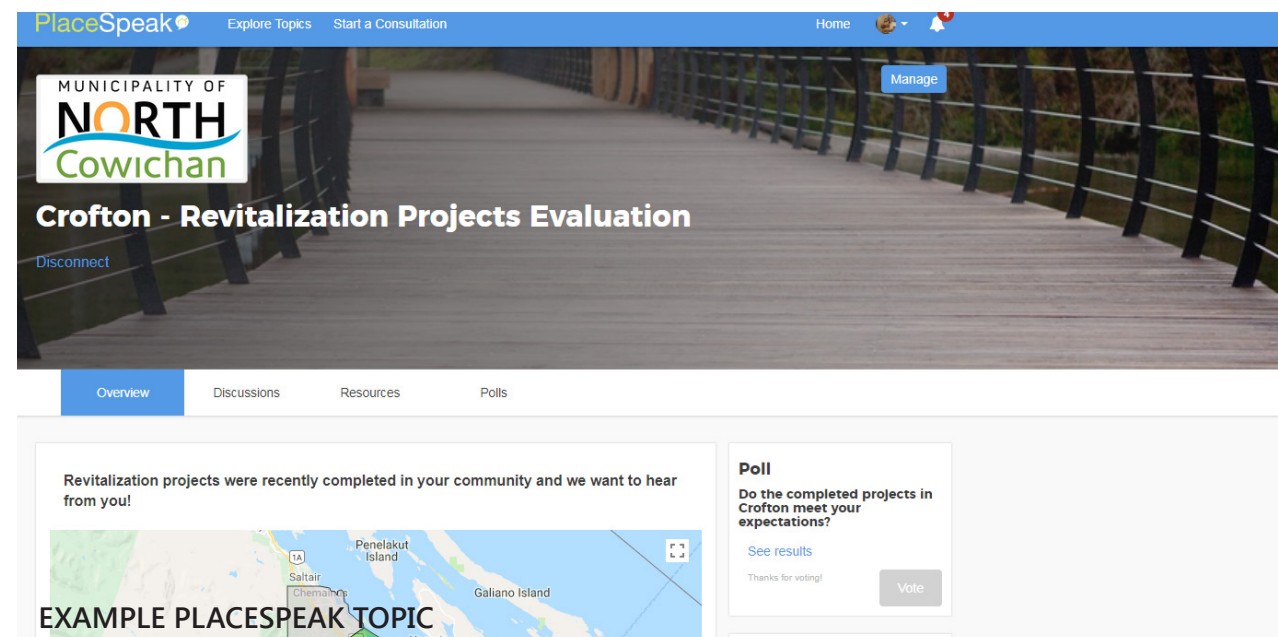 PlaceSpeak Explore Topics Start a Consultation Home 4
MUNICIPALITY OF
NORTH
Cowichan
Manage
Crofton - Revitalization Projects Evaluation
Disconnect
Overview Discussions Resources Polls
Revitalization projects were recently completed in your community and we want to hear
from you!
Poll
Do the completed projects in
Crofton meet your
expectations?
See results
Thanks for voting!
Vote
1A
Penelakut
Island
Saltair
Chemainus
Galiano Island
EXAMPLE PLACESPEAK TOPIC